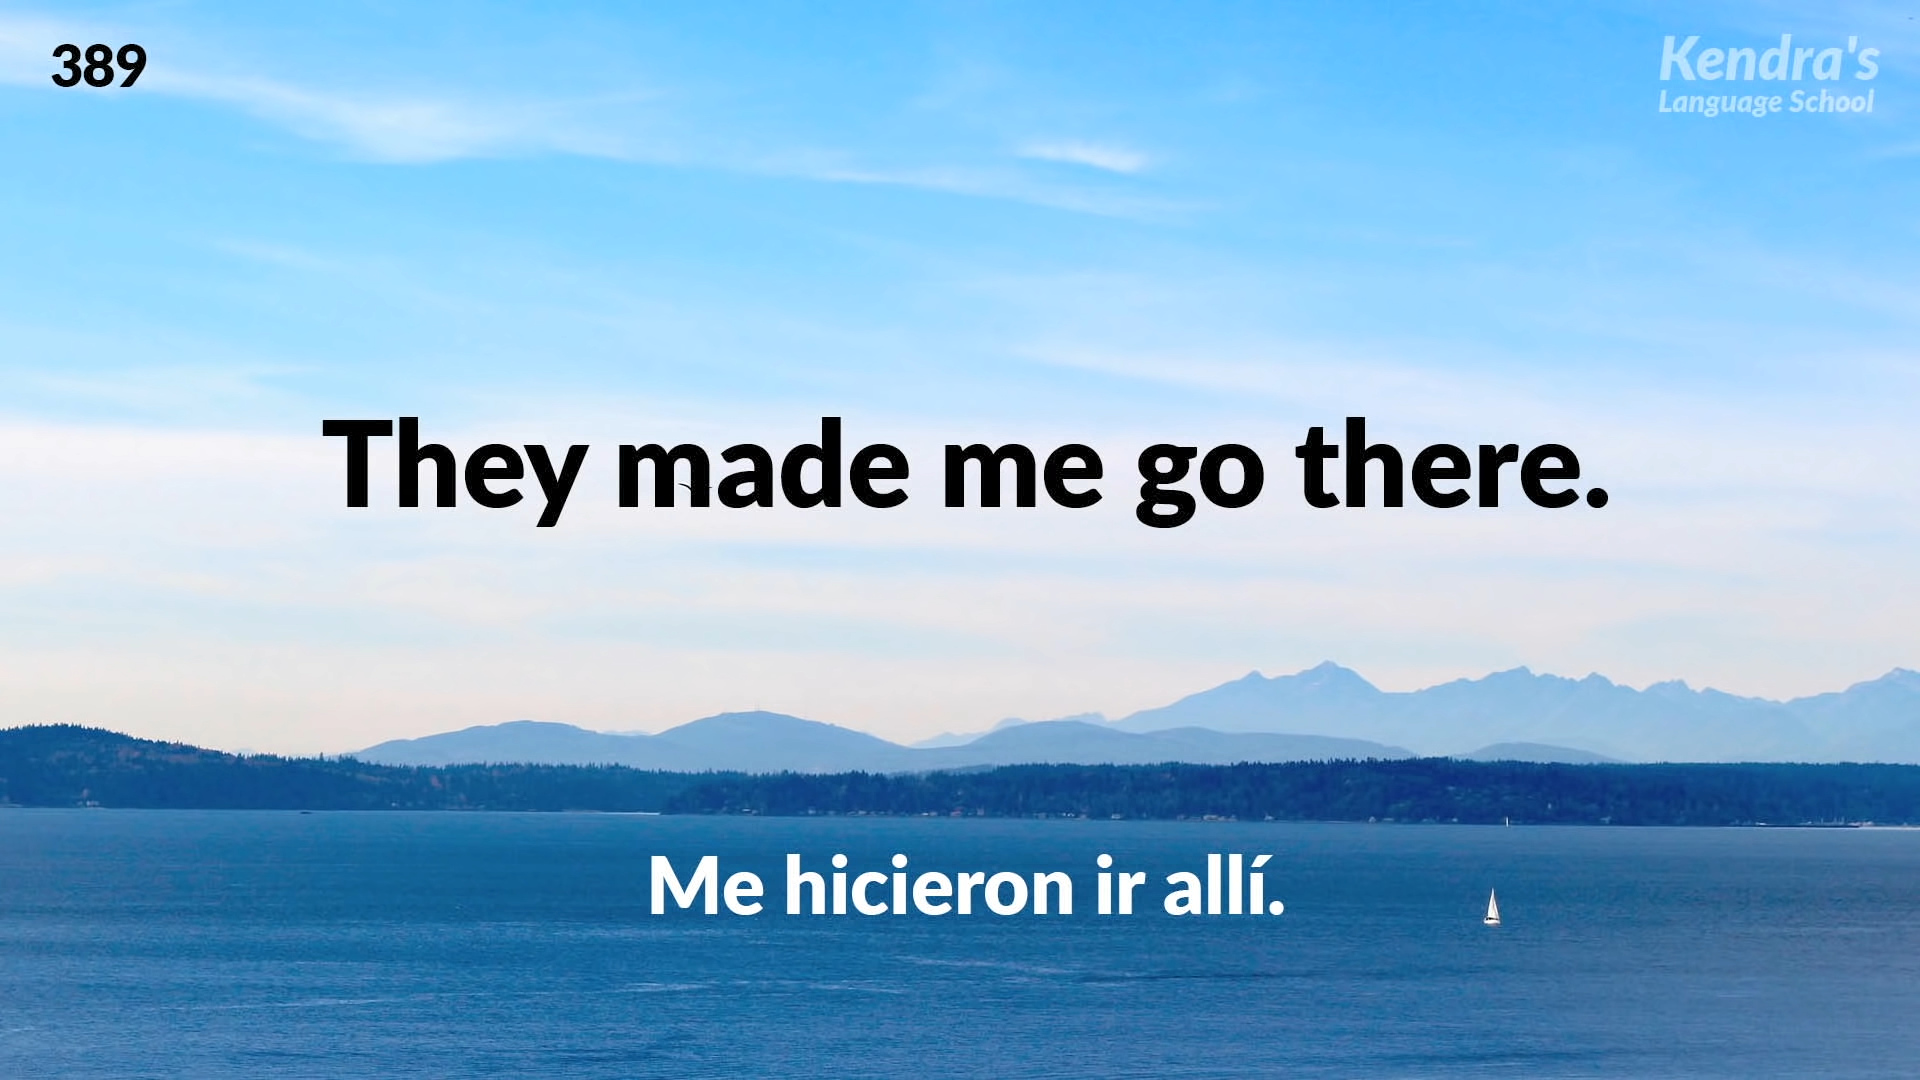 389
Kendra's
Language School
They made me go there.
Me hicieron ir allí.